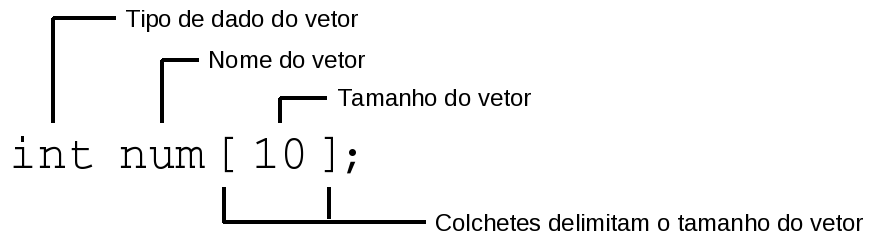 Tipo de dado do vetor
Nome do vetor
Tamanho do vetor
int num[ 10 ];
Colchetes delimitam o tamanho do vetor